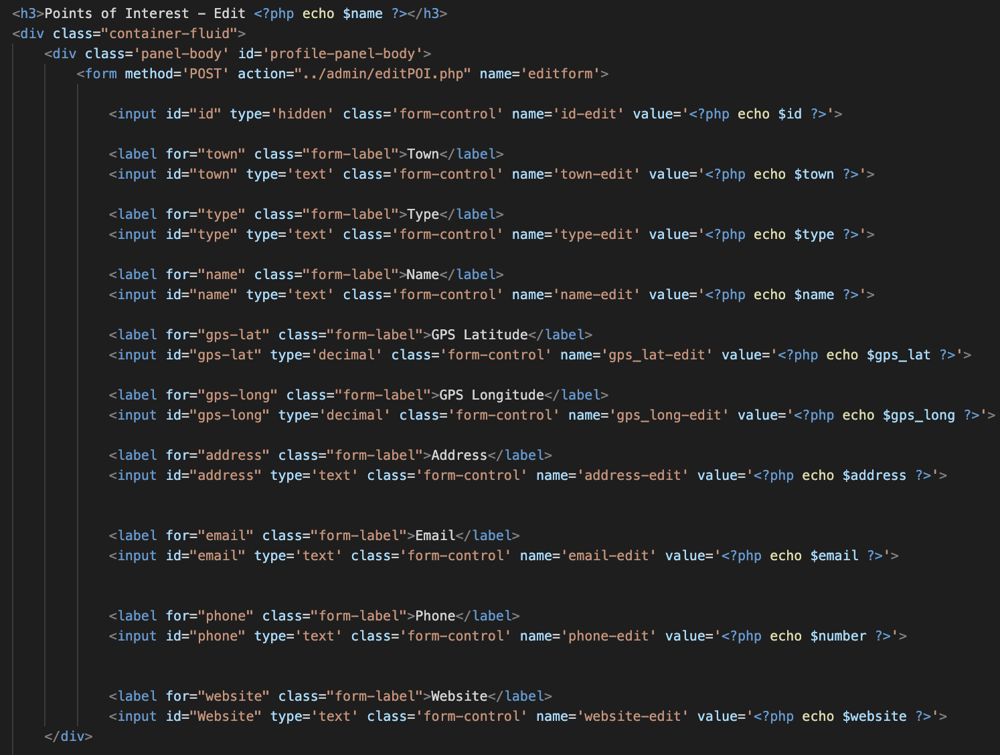 <h3>Points of Interest - Edit <?php echo $name ?></h3>
<div class="container-fluid">
<div class='panel-body' id='profile-panel-body'>
<form method='POST' action="../admin/editPOI.php" name='editform'>
<input id="id" type='hidden' class='form-control' name='id-edit' value='<?php echo $id ?>'>
<label for="town" class="form-label">Town</label>
<input id="town" type='text' class='form-control' name='town-edit' value='<?php echo $town ?>'>
<label for="type" class="form-label">Type</label>
<input id="type" type='text' class='form-control' name='type-edit' value='<?php echo $type ?>'>
<label for="name" class="form-label">Name</label>
<input id="name" type='text' class='form-control' name='name-edit' value='<?php echo $name ?>'>
<label for="gps-lat" class="form-label">GPS Latitude</label>
<input id="gps-lat" type='decimal' class='form-control' name='gps_lat-edit' value='<?php echo $gps_lat ?>'>
<label for="gps-long" class="form-label">GPS Longitude</label>
<input id="gps-long" type='decimal' class='form-control' name='gps_long-edit' value='<?php echo $gps_long ?>'>
<label for="address" class="form-label">Address</label>
<input id="address" type='text' class='form-control' name='address-edit' value='<?php echo $address ?>'>
<label for="email" class="form-label">Email</label>
<input id="email" type='text' class='form-control' name='email-edit' value='<?php echo $email ?>'>
<label for="phone" class="form-label">Phone</label>
<input id="phone" type='text' class='form-control' name='phone-edit' value='<?php echo $number ?>'>
<label for="website" class="form-label">Website</label>
<input id="Website" type='text' class='form-control' name='website-edit' value='<?php echo $website ?>'>
</div>